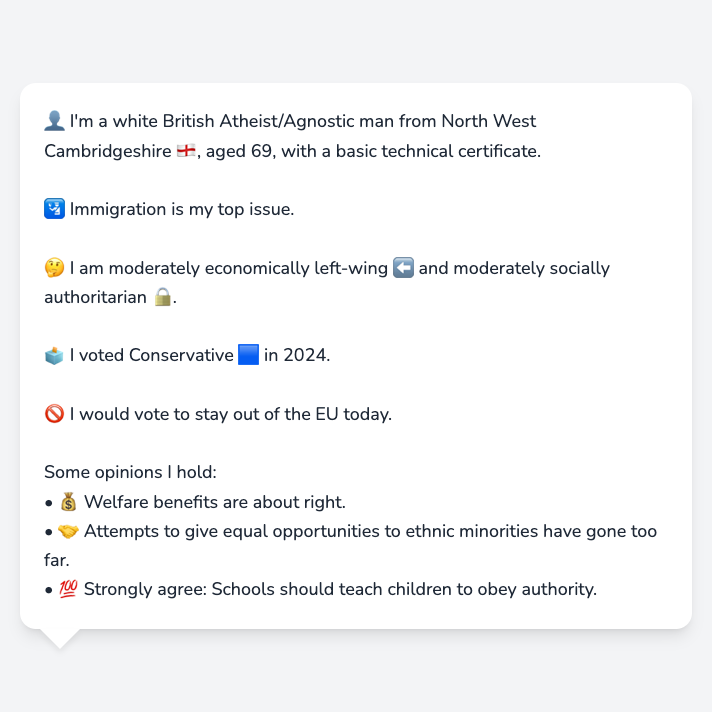 👤 I'm a white British Atheist/Agnostic man from North West
Cambridgeshire 🏴󠁧󠁢󠁥󠁮󠁧󠁿, aged 69, with a basic technical certificate.
🛂 Immigration is my top issue.
🤔 I am moderately economically left-wing ⬅️ and moderately socially
authoritarian 🔒.
🗳️ I voted Conservative 🟦 in 2024.
🚫 I would vote to stay out of the EU today.
Some opinions I hold:
• 💰 Welfare benefits are about right.
• 🤝 Attempts to give equal opportunities to ethnic minorities have gone too
far.
• 💯 Strongly agree: Schools should teach children to obey authority.